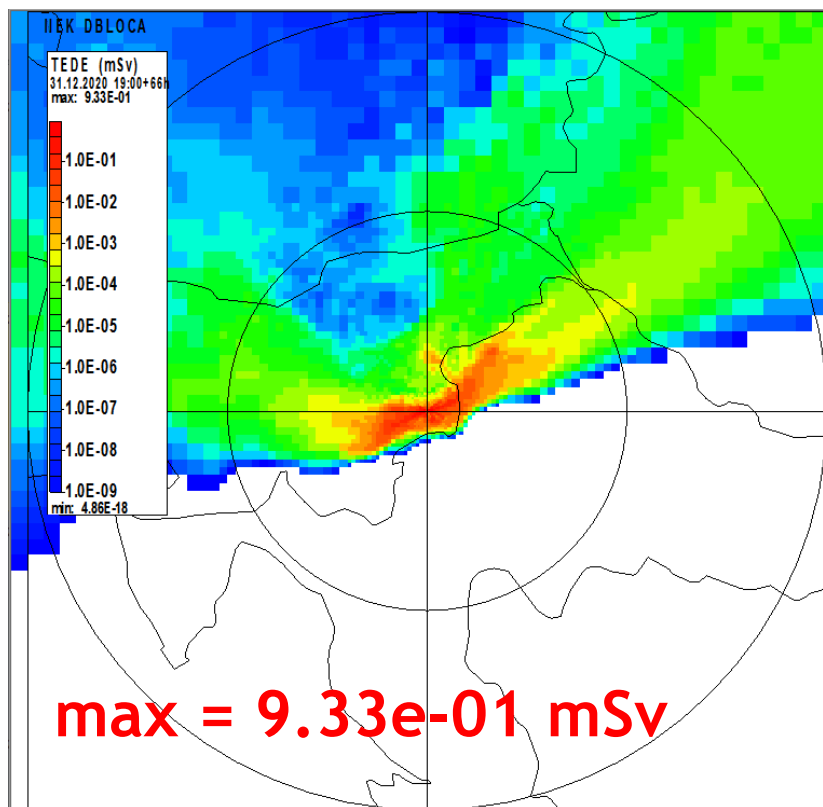 IIEK DBLOCA
TEDE (mSv)
31.12.2020 19:00+66h
max: 9.33E-01
1.0E-01
1.0E-02
1.0E-03
1.0E-04
1.0E-05
1.0E-06
1.0E-07
1.0E-08
1.0E-09
min: 4.86E-18
max = 9.33e-01 mSv